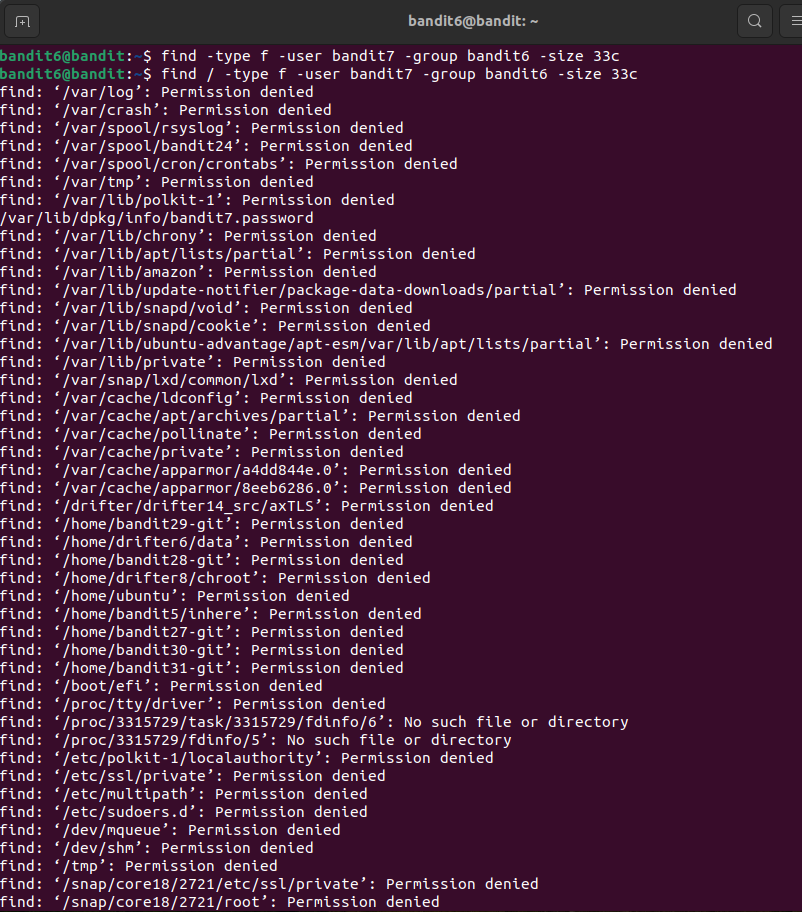 bandit6@bandit: ~
bandit6@bandit:~$ find -type f -user bandit7 -group bandit6 -size 33c
bandit6@bandit:~$ find / -type f -user bandit7 -group bandit6 -size 33c
find: ‘/var/log’: Permission denied
find: ‘/var/crash’: Permission denied
find: ‘/var/spool/rsyslog’: Permission denied
find: ‘/var/spool/bandit24’: Permission denied
find: ‘/var/spool/cron/crontabs’: Permission denied
find: ‘/var/tmp’: Permission denied
find: ‘/var/lib/polkit-1’: Permission denied
/var/lib/dpkg/info/bandit7.password
find: ‘/var/lib/chrony’: Permission denied
find: ‘/var/lib/apt/lists/partial’: Permission denied
find: ‘/var/lib/amazon’: Permission denied
find: ‘/var/lib/update-notifier/package-data-downloads/partial’: Permission denied
find: ‘/var/lib/snapd/void’: Permission denied
find: ‘/var/lib/snapd/cookie’: Permission denied
find: ‘/var/lib/ubuntu-advantage/apt-esm/var/lib/apt/lists/partial’: Permission denied
find: ‘/var/lib/private’: Permission denied
find: ‘/var/snap/lxd/common/lxd’: Permission denied
find: ‘/var/cache/ldconfig’: Permission denied
find: ‘/var/cache/apt/archives/partial’: Permission denied
find: ‘/var/cache/pollinate’: Permission denied
find: ‘/var/cache/private’: Permission denied
find: ‘/var/cache/apparmor/a4dd844e.0’: Permission denied
find: ‘/var/cache/apparmor/8eeb6286.0’: Permission denied
find: ‘/drifter/drifter14_src/axTLS’: Permission denied
find: ‘/home/bandit29-git’: Permission denied
find: ‘/home/drifter6/data’: Permission denied
find: ‘/home/bandit28-git’: Permission denied
find: ‘/home/drifter8/chroot’: Permission denied
find: ‘/home/ubuntu’: Permission denied
find: ‘/home/bandit5/inhere’: Permission denied
find: ‘/home/bandit27-git’: Permission denied
find: ‘/home/bandit30-git’: Permission denied
find: ‘/home/bandit31-git’: Permission denied
find: ‘/boot/efi’: Permission denied
find: ‘/proc/tty/driver’: Permission denied
find: ‘/proc/3315729/task/3315729/fdinfo/6’: No such file or directory
find: ‘/proc/3315729/fdinfo/5’: No such file or directory
find: ‘/etc/polkit-1/localauthority’: Permission denied
find: ‘/etc/ssl/private’: Permission denied
find: ‘/etc/multipath’: Permission denied
find: ‘/etc/sudoers.d’: Permission denied
find: ‘/dev/mqueue’: Permission denied
find: ‘/dev/shm’: Permission denied
find: ‘/tmp’: Permission denied
find: ‘/snap/core18/2721/etc/ssl/private’: Permission denied
find: ‘/snap/core18/2721/root’: Permission denied